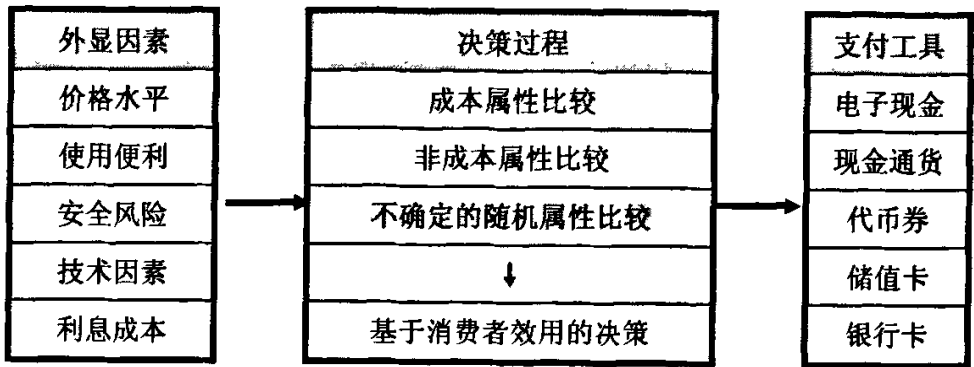 外显因素
价格水平
使用便利
安全风险
技术因素
利息成本
决策过程
成本属性比较
非成本属性比较
不确定的随机属性比较
↓
基于消费者效用的决策
支付工具
电子现金
现金通货
代币券
储值卡
银行卡